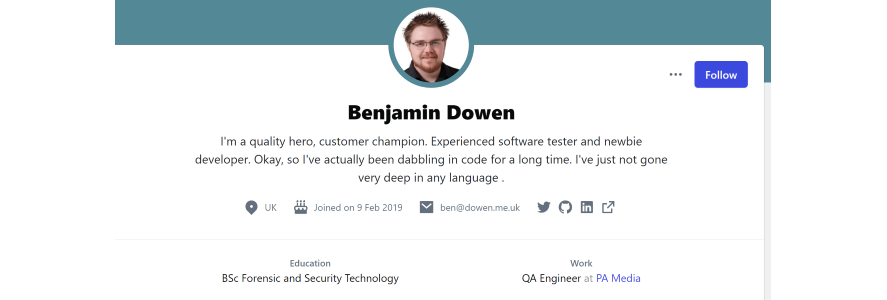 Follow
Benjamin Dowen
I'm a quality hero, customer champion. Experienced software tester and newbie
developer. Okay, so I've actually been dabbling in code for a long time. I've just not gone
very deep in any language .
UK Joined on 9 Feb 2019 ben@dowen.me.uk
Education Work
BSc Forensic and Security Technology QA Engineer at PA Media